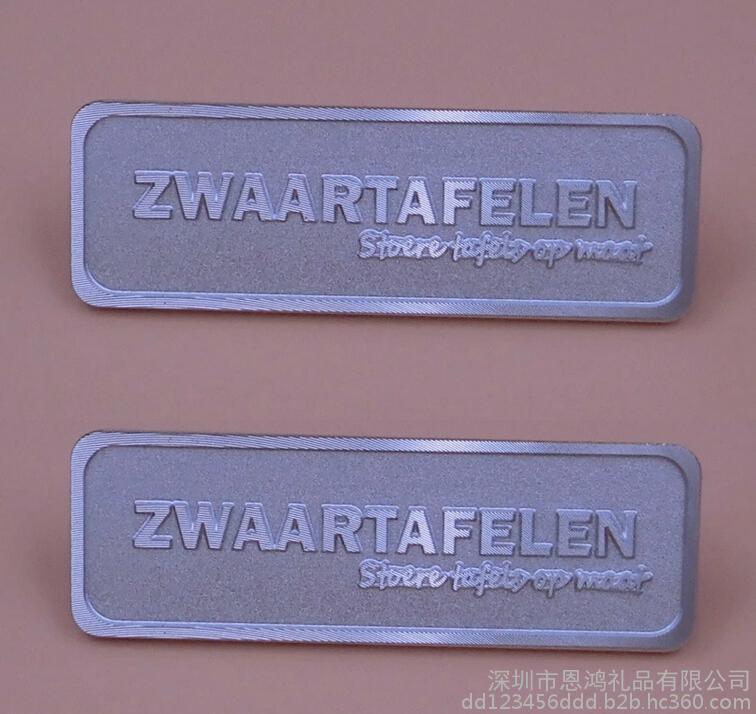 ZWAARTAFELEN
Stoere tafels op maat
ZWAARTAFELEN
Stoere tafels op maat
深圳市恩鸿礼品有限公司
dd123456ddd.b2b.hc360.com